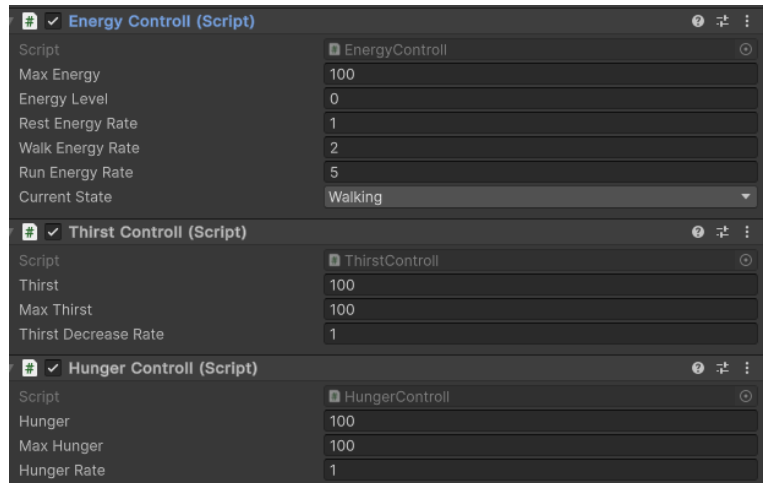 # Energy Controll (Script)
Script # EnergyControll
Max Energy 100
Energy Level 0
Rest Energy Rate 1
Walk Energy Rate 2
Run Energy Rate 5
Current State Walking
# Thirst Controll (Script)
Script # ThirstControll
Thirst 100
Max Thirst 100
Thirst Decrease Rate 1
# Hunger Controll (Script)
Script # HungerControll
Hunger 100
Max Hunger 100
Hunger Rate 1